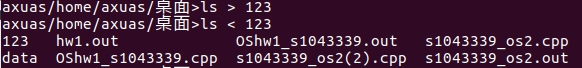 axuas/home/axuas/桌面>ls > 123
axuas/home/axuas/桌面>ls < 123
123   hw1.out   OShw1_s1043339.out   s1043339_os2.cpp
data  OShw1_s1043339.cpp  s1043339_os2(2).cpp  s1043339_os2.out